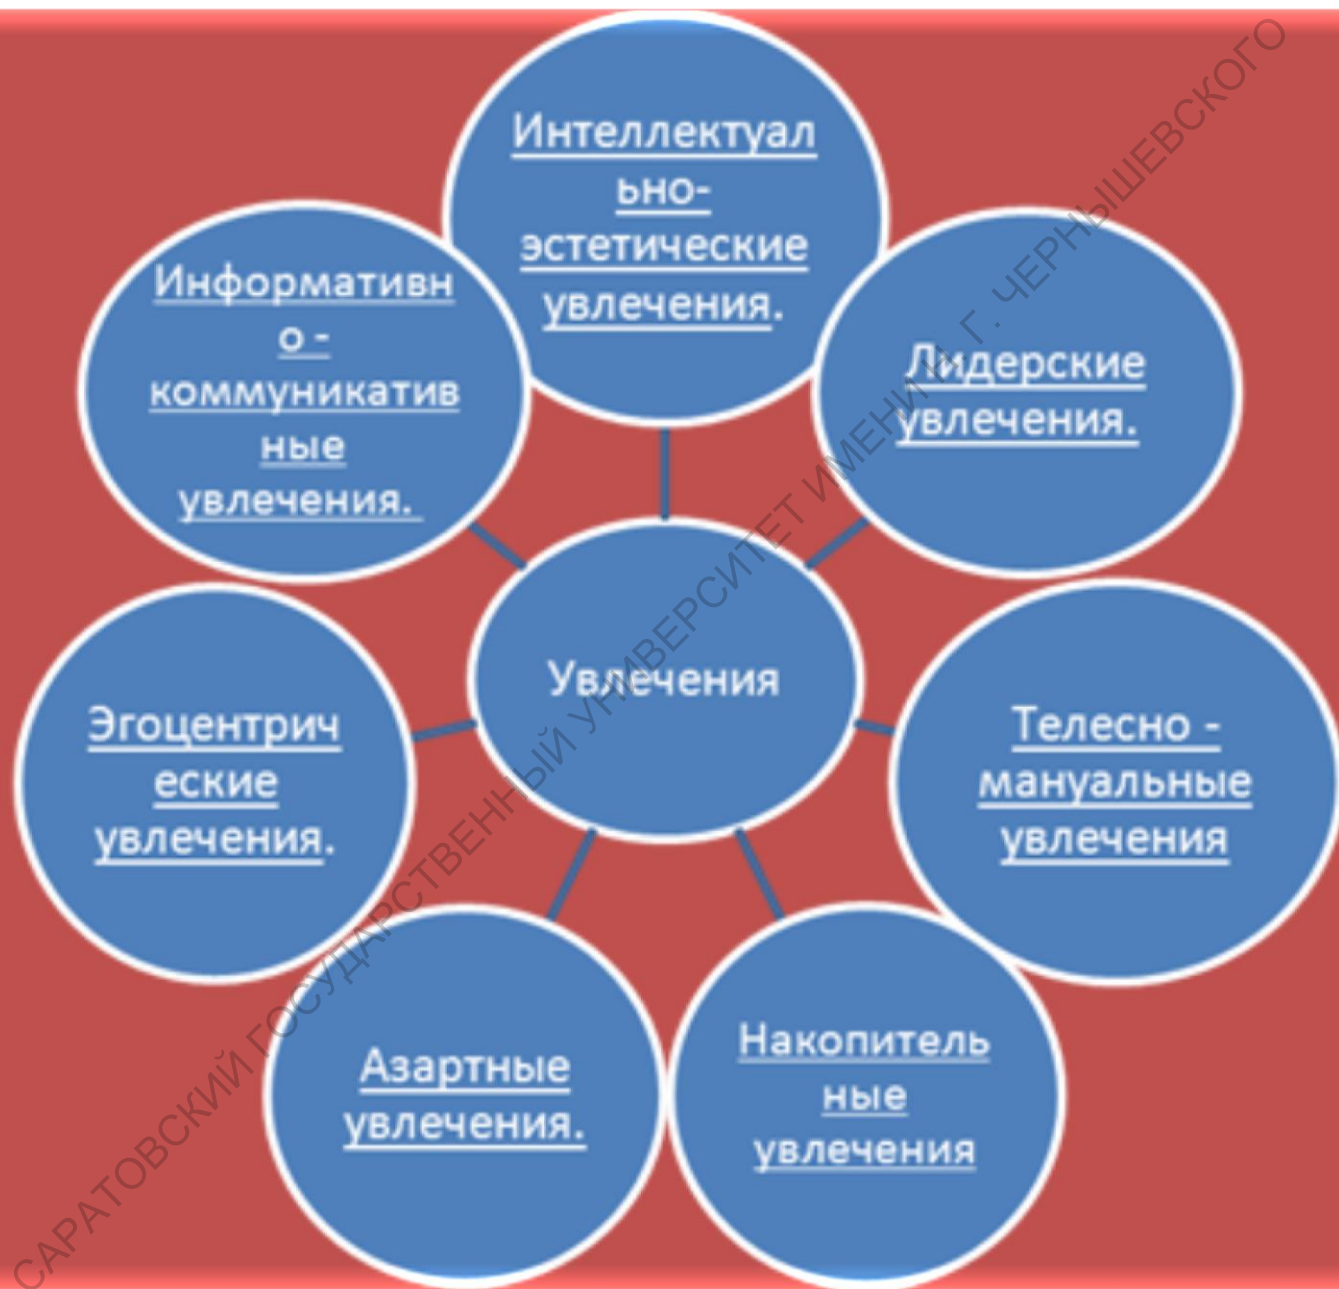 Интеллектуал
ьно-
эстетические
увлечения.
Лидерские
увлечения.
Телесно -
мануальные
увлечения
Накопитель
ные
увлечения
Азартные
увлечения.
Эгоцентрич
еские
увлечения.
Информативн
о -
коммуникатив
ные
увлечения.
Увлечения
САРАТОВСКИЙ ГОСУДАРСТВЕННЫЙ УНИВЕРСИТЕТ ИМЕНИ Н. Г. ЧЕРНЫШЕВСКОГО